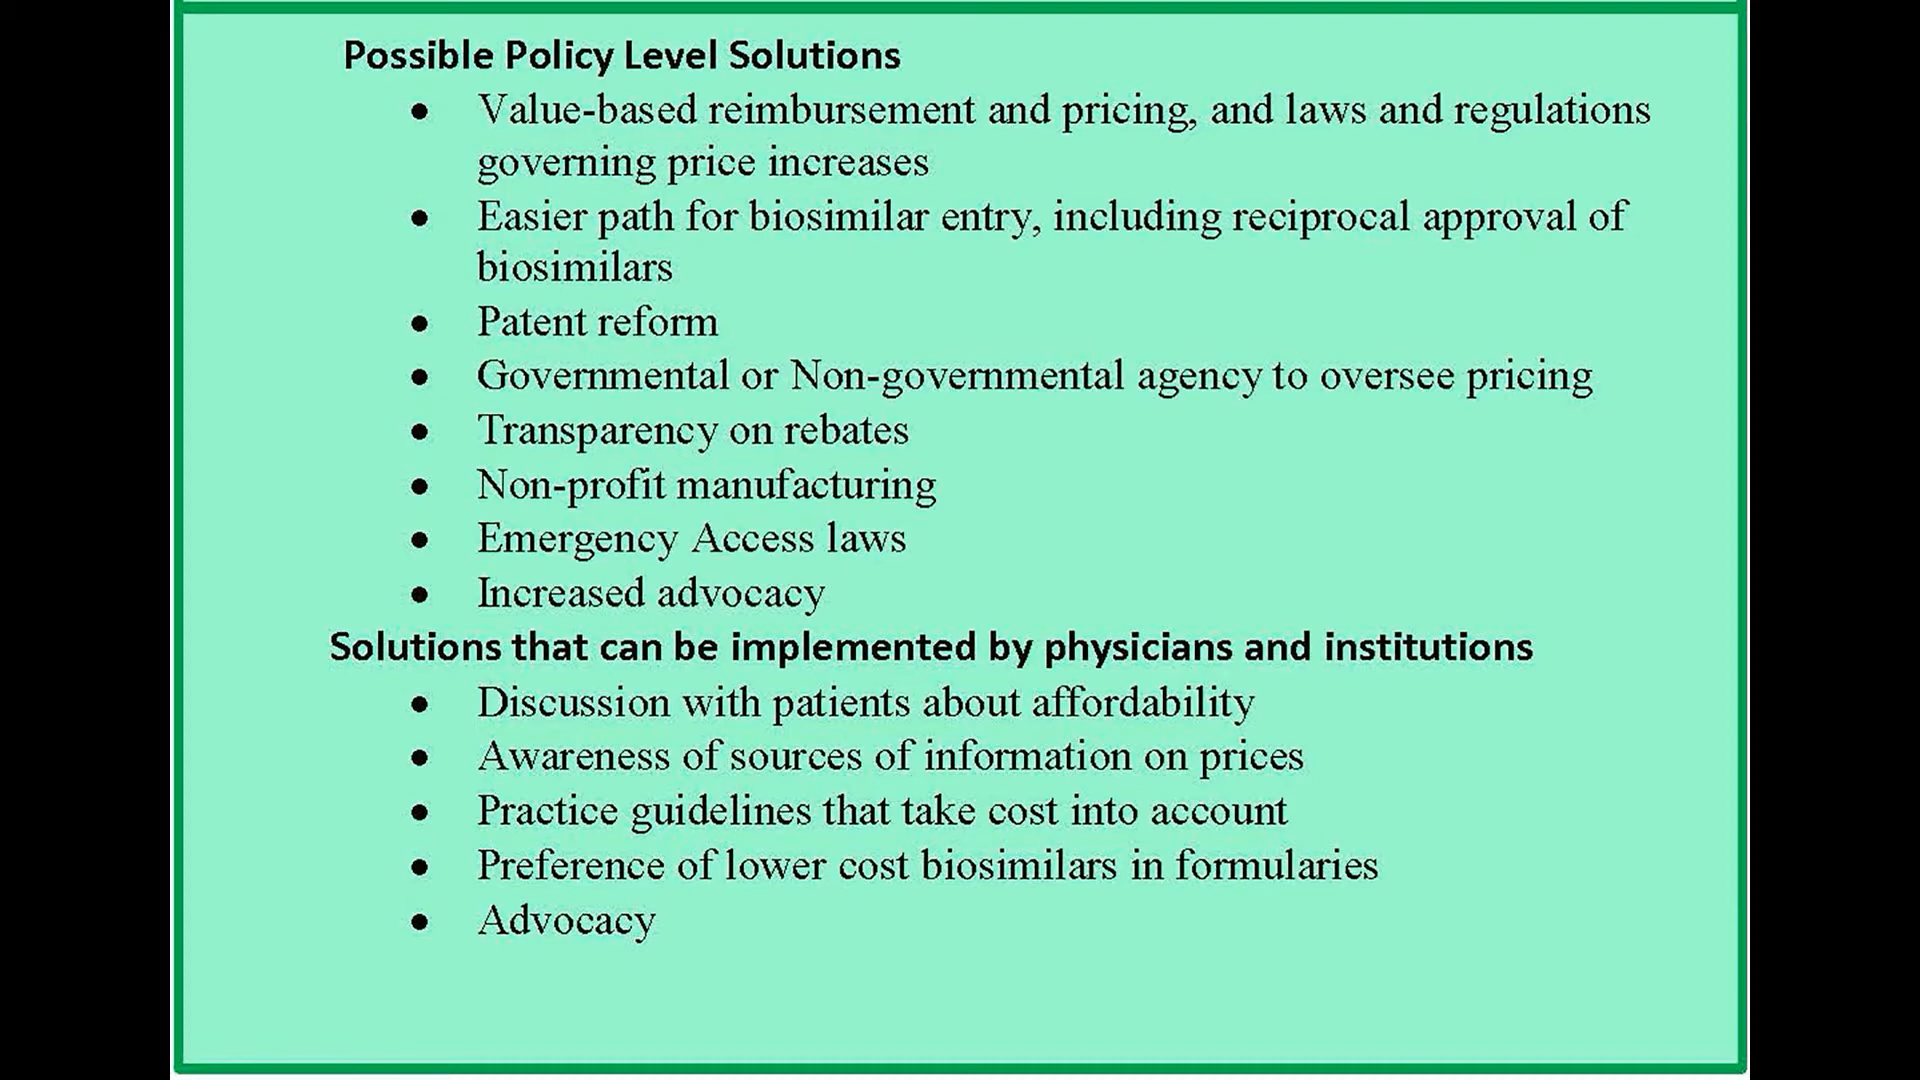 Possible Policy Level Solutions
• Value-based reimbursement and pricing, and laws and regulations
governing price increases
• Easier path for biosimilar entry, including reciprocal approval of
biosimilars
• Patent reform
• Governmental or Non-governmental agency to oversee pricing
• Transparency on rebates
• Non-profit manufacturing
• Emergency Access laws
• Increased advocacy
Solutions that can be implemented by physicians and institutions
• Discussion with patients about affordability
• Awareness of sources of information on prices
• Practice guidelines that take cost into account
• Preference of lower cost biosimilars in formularies
• Advocacy